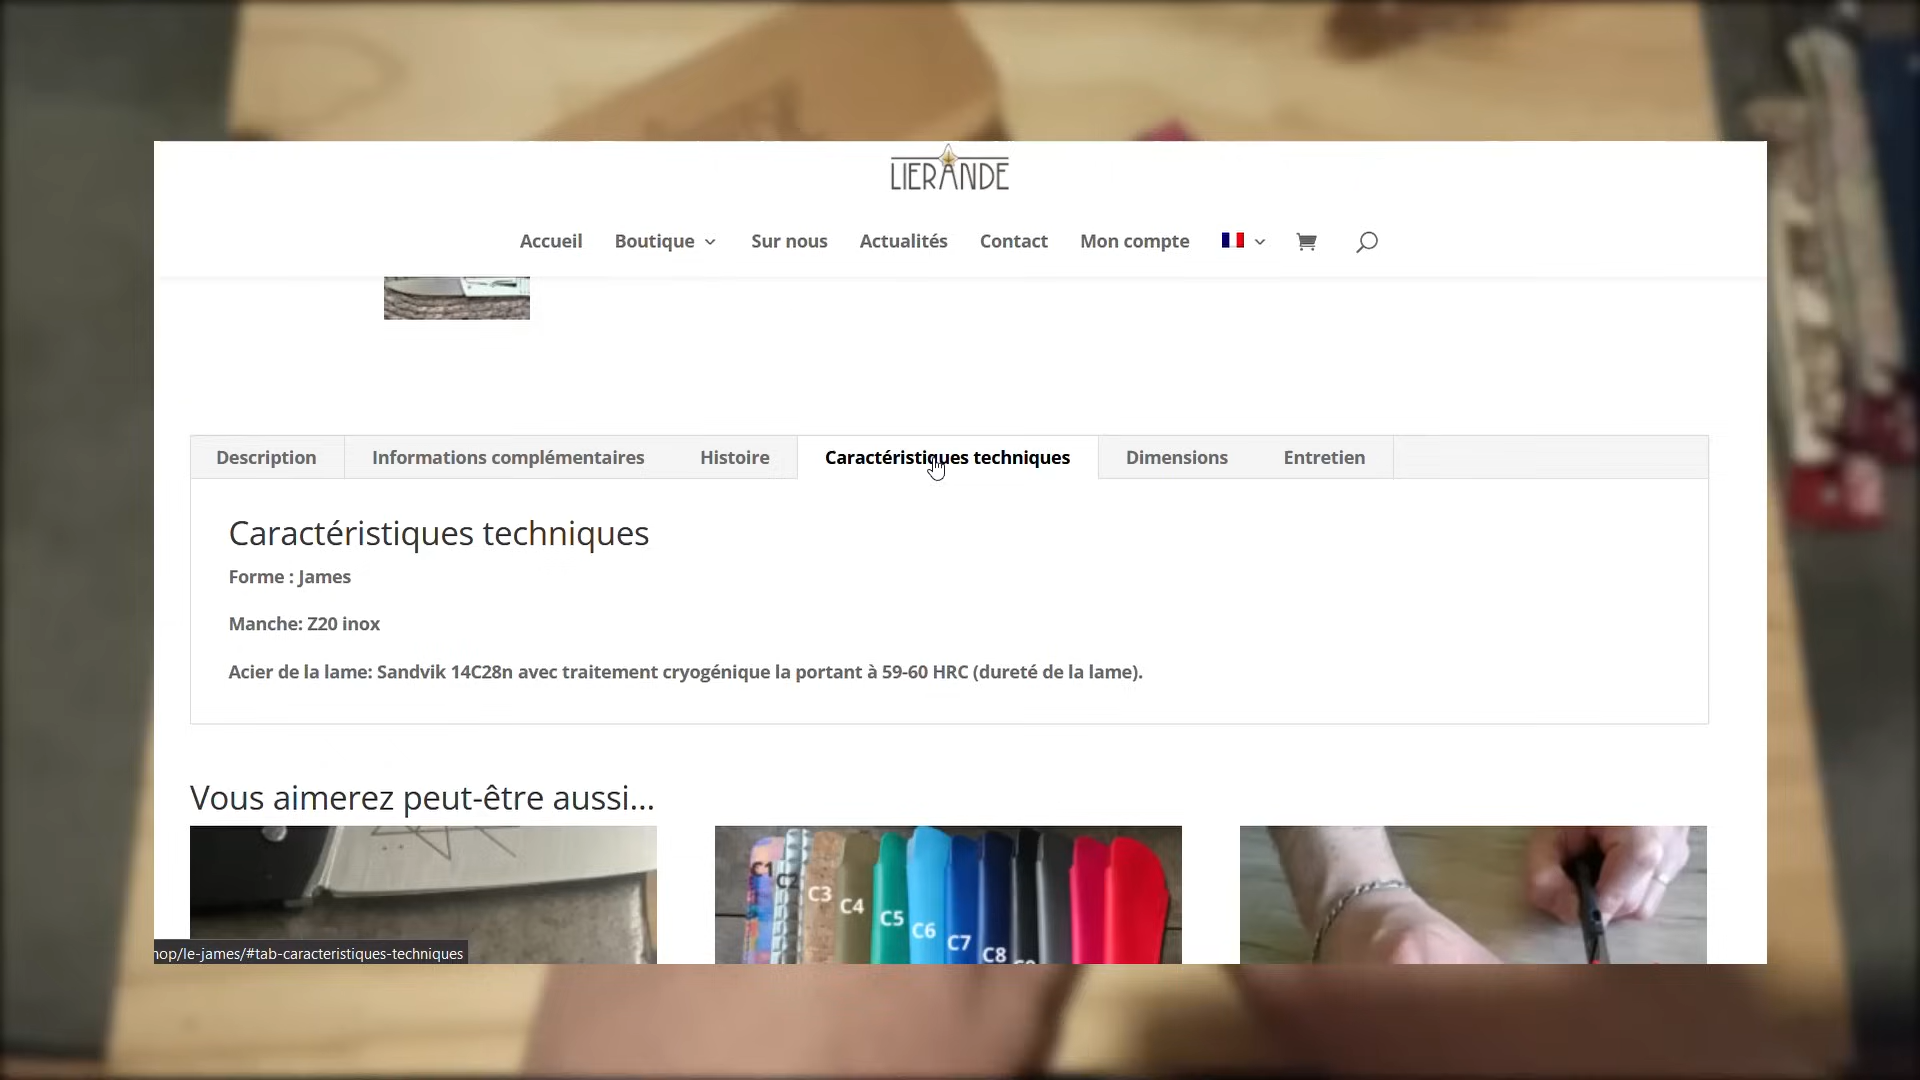 LIERANDE
Accueil Boutique Sur nous Actualités Contact Mon compte
Description Informations complémentaires Histoire Caractéristiques techniques Dimensions Entretien
Caractéristiques techniques
Forme : James
Manche: Z20 inox
Acier de la lame: Sandvik 14C28n avec traitement cryogénique la portant à 59-60 HRC (dureté de la lame).
Vous aimerez peut-être aussi...
C1
C2
C3
C4
C5
C6
C7
C8
hop/le-james/#tab-caracteristiques-techniques